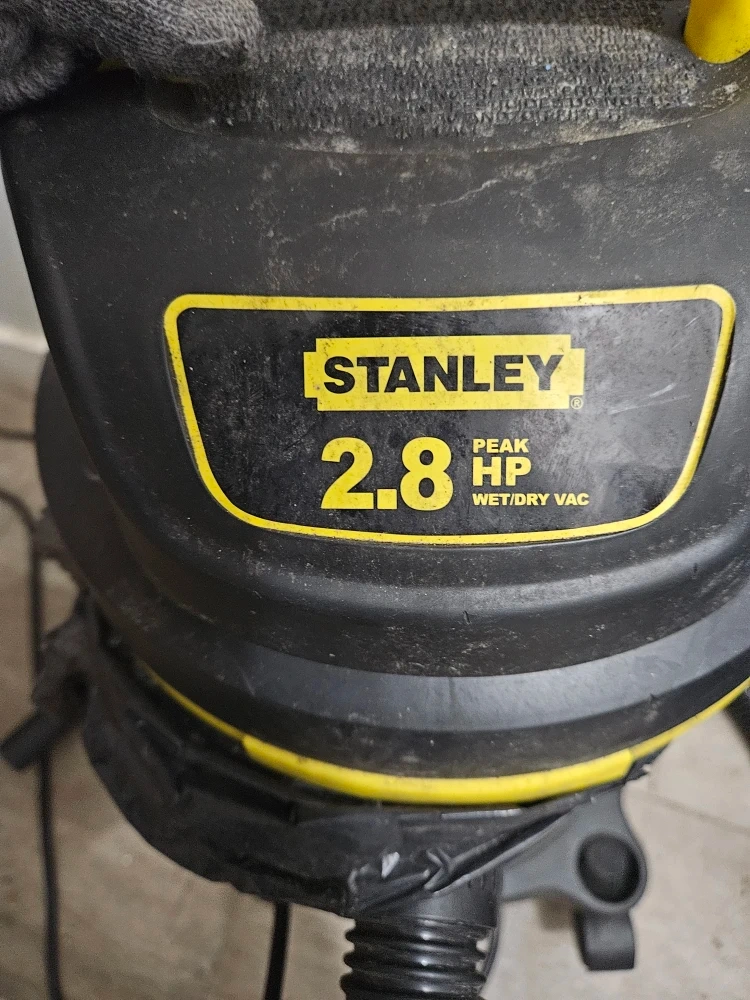 STANLEY®
2.8 PEAK
HP
WET/DRY VAC